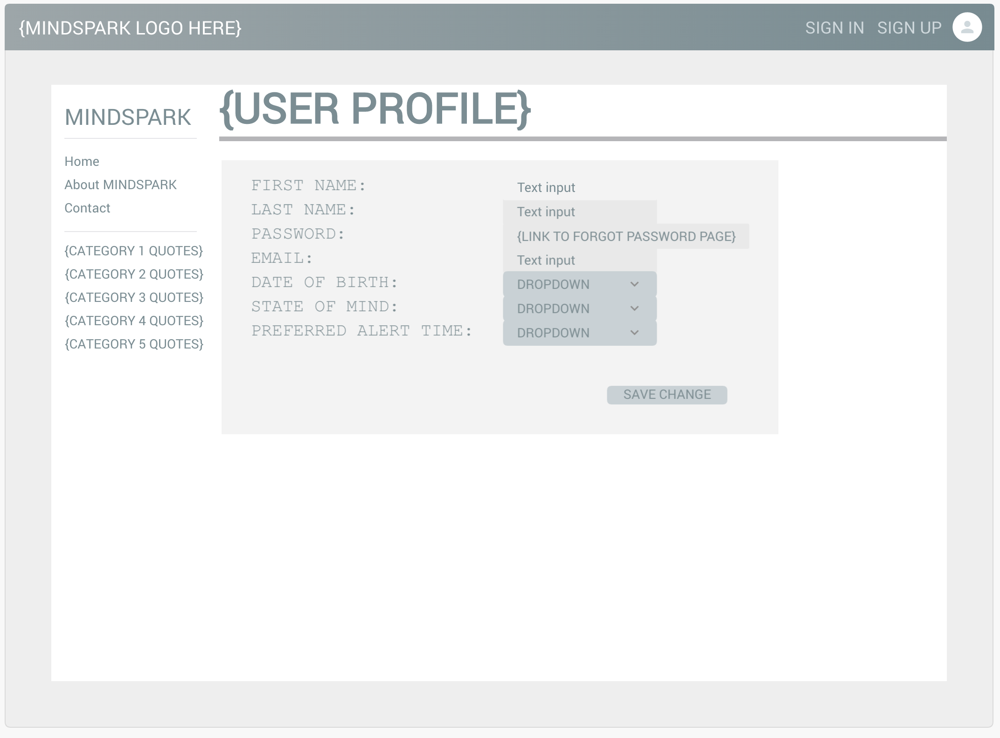 {MINDSPARK LOGO HERE}
SIGN IN SIGN UP
MINDSPARK
Home
About MINDSPARK
Contact
{CATEGORY 1 QUOTES}
{CATEGORY 2 QUOTES}
{CATEGORY 3 QUOTES}
{CATEGORY 4 QUOTES}
{CATEGORY 5 QUOTES}
{USER PROFILE}
FIRST NAME: Text input
LAST NAME: Text input
PASSWORD: {LINK TO FORGOT PASSWORD PAGE}
EMAIL: Text input
DATE OF BIRTH: DROPDOWN
STATE OF MIND: DROPDOWN
PREFERRED ALERT TIME: DROPDOWN
SAVE CHANGE